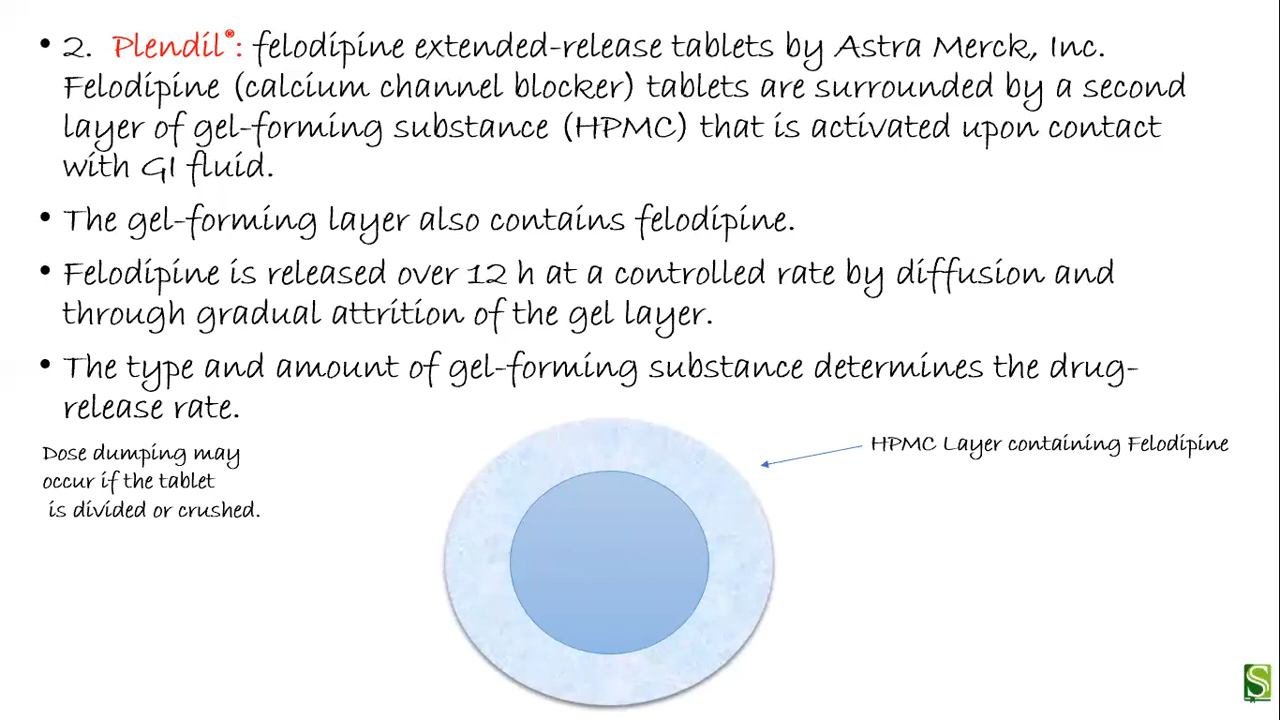 • 2. Plendil®: felodipine extended-release tablets by Astra Merck, Inc.
Felodipine (calcium channel blocker) tablets are surrounded by a second
layer of gel-forming substance (HPMC) that is activated upon contact
with GI fluid.
• The gel-forming layer also contains felodipine.
• Felodipine is released over 12 h at a controlled rate by diffusion and
through gradual attrition of the gel layer.
• The type and amount of gel-forming substance determines the drug-
release rate.
Dose dumping may
occur if the tablet
is divided or crushed.
HPMC Layer containing Felodipine
S